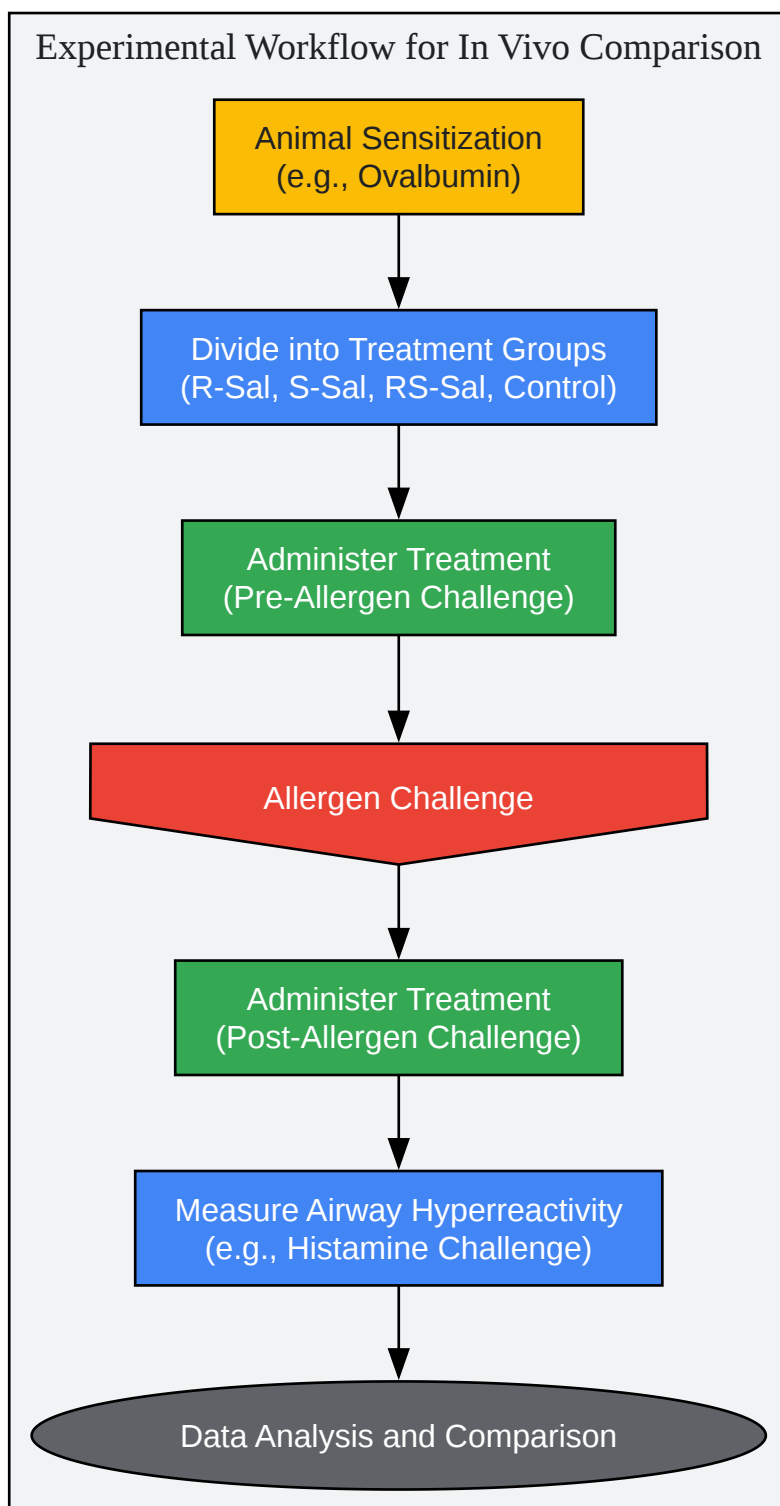 Experimental Workflow for In Vivo Comparison
Animal Sensitization
(e.g., Ovalbumin)
Divide into Treatment Groups
(R-Sal, S-Sal, RS-Sal, Control)
Administer Treatment
(Pre-Allergen Challenge)
Allergen Challenge
Administer Treatment
(Post-Allergen Challenge)
Measure Airway Hyperreactivity
(e.g., Histamine Challenge)
Data Analysis and Comparison